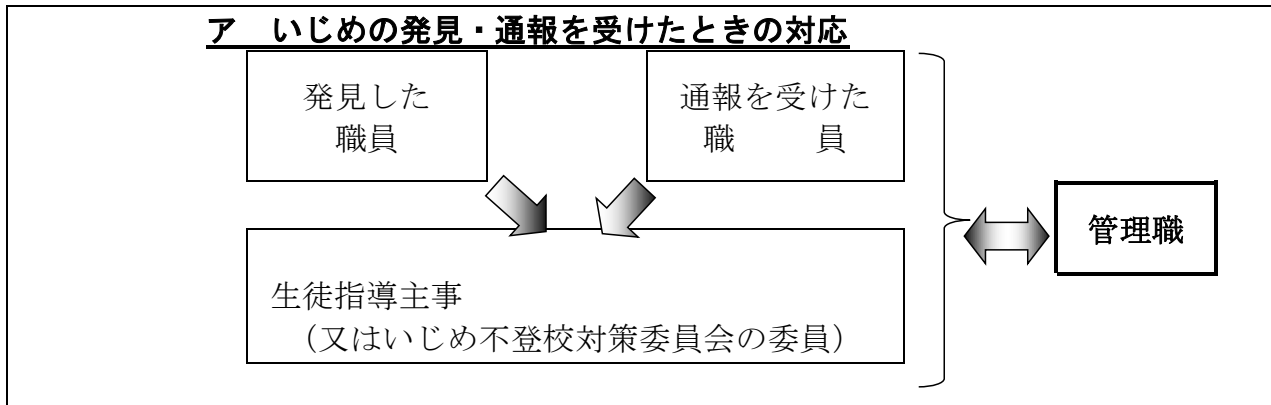 ア　いじめの発見・通報を受けたときの対応
発見した
職員
通報を受けた
職　　員
生徒指導主事
（又はいじめ不登校対策委員会の委員）
管理職